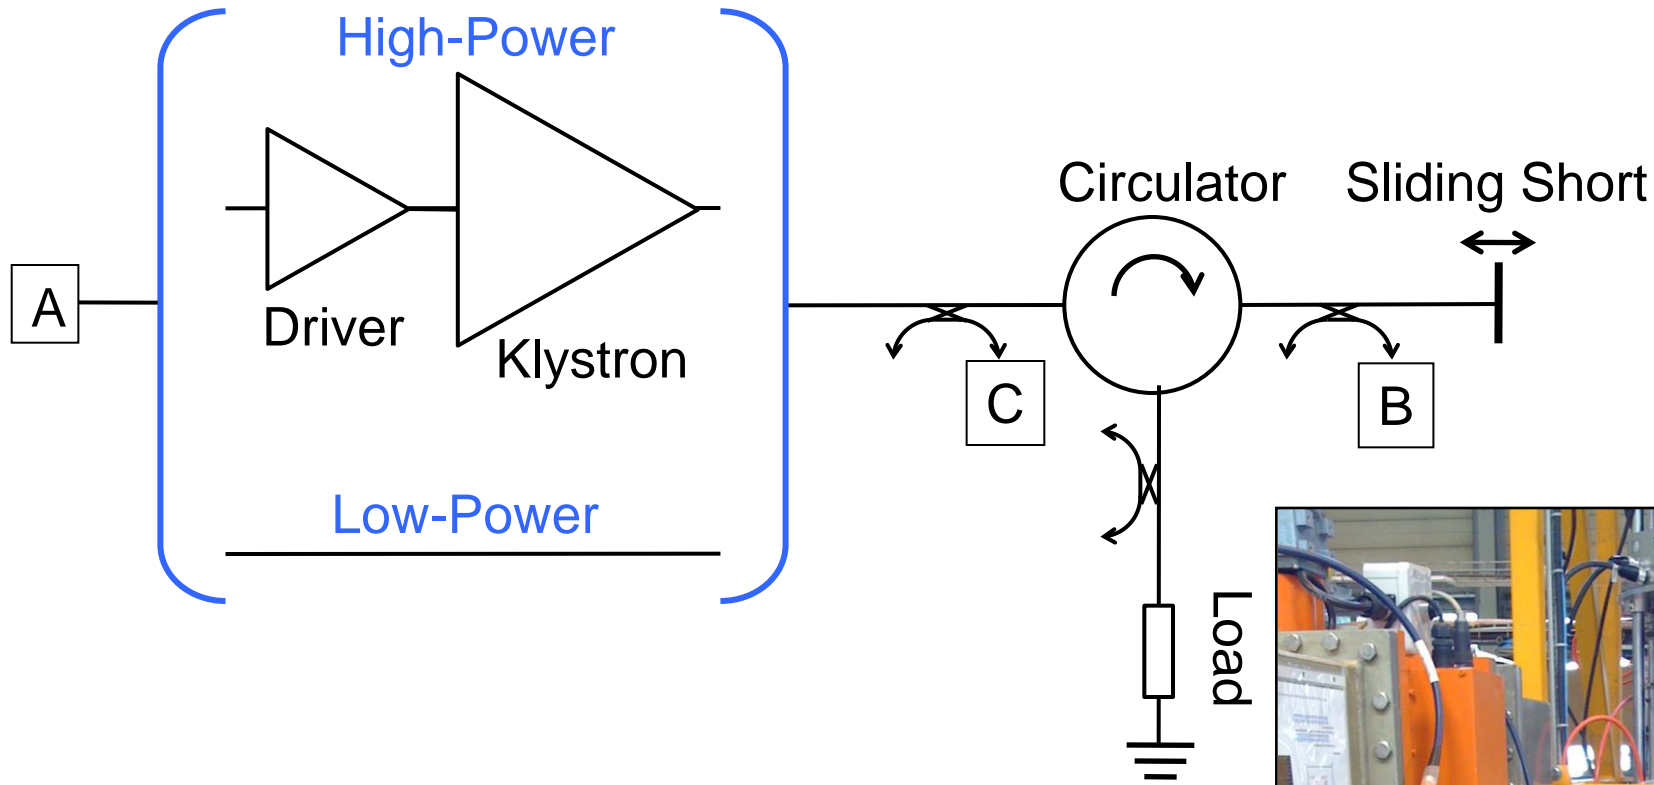 High-Power
Circulator
Sliding Short
A
Driver
Klystron
C
B
Low-Power
Load